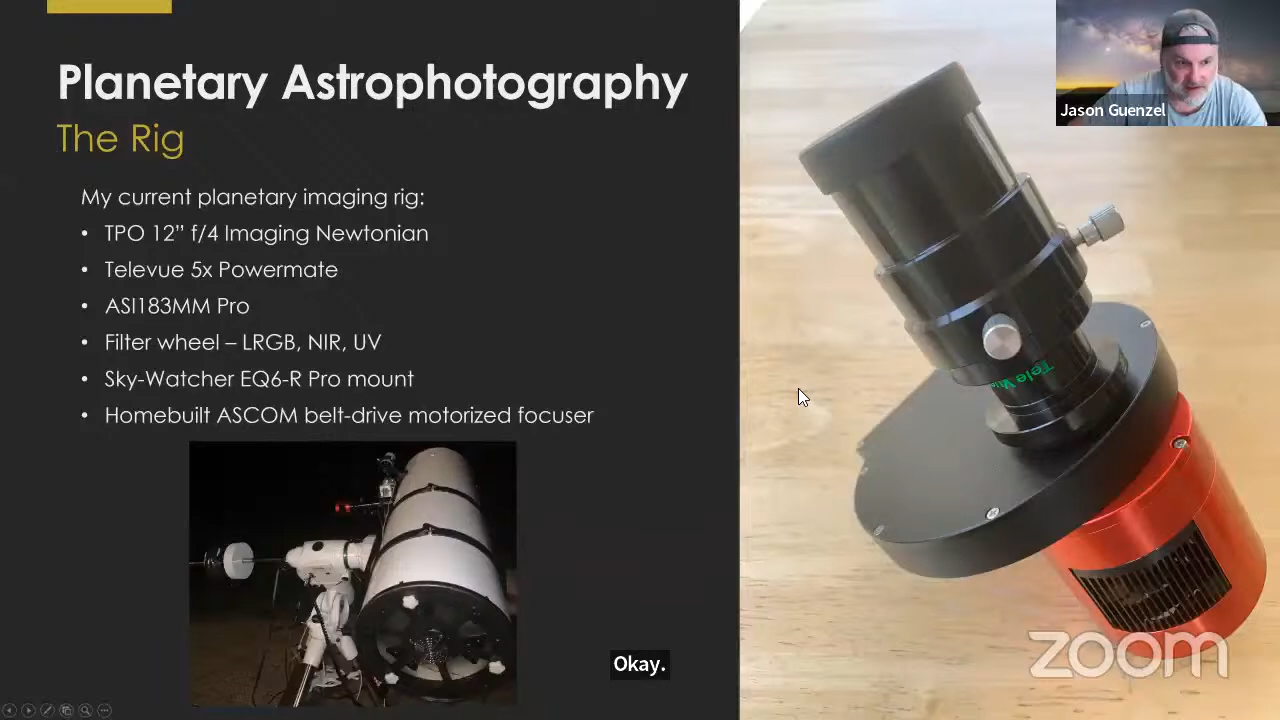 Planetary Astrophotography
The Rig
My current planetary imaging rig:
• TPO 12” f/4 Imaging Newtonian
• Televue 5x Powermate
• ASI183MM Pro
• Filter wheel – LRGB, NIR, UV
• Sky-Watcher EQ6-R Pro mount
• Homebuilt ASCOM belt-drive motorized focuser
Okay.
Jason Guenzel
Tele Vu
zoom